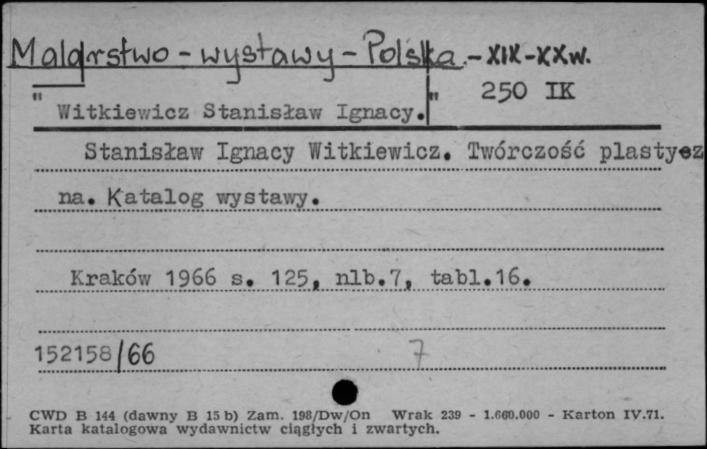 Malarstwo - wystawy - Polska - XIX-XXw.
" Witkiewicz Stanisław Ignacy." 250 IK
Stanisław Ignacy Witkiewicz. Twórczość plastycz
na. Katalog wystawy.
Kraków 1966 s. 125, nlb.7, tabl.16.
152158/66 7
CWD B 144 (dawny B 15 b) Zam. 198/Dw/On Wrak 239 - 1.660.000 - Karton IV.71.
Karta katalogowa wydawnictw ciągłych i zwartych.